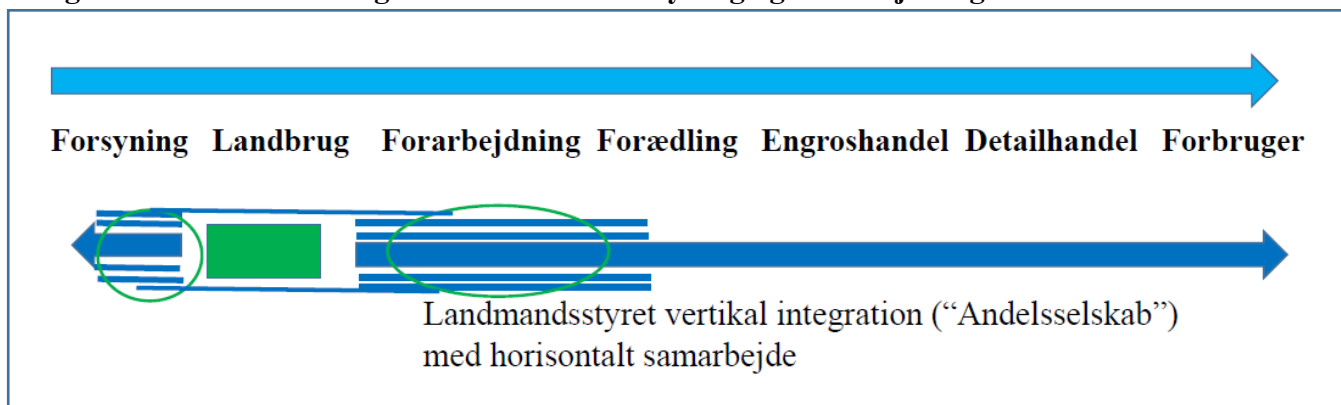 Forsyning Landbrug Forarbejdning Forædling Engroshandel Detailhandel Forbruger
Landmandsstyret vertikal integration (“Andelsselskab”)
med horisontalt samarbejde